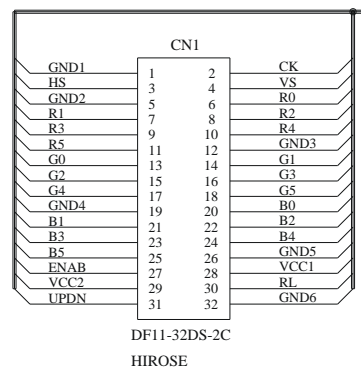 CN1
GND1 1 2 CK
HS 3 4 VS
GND2 5 6 R0
R1 7 8 R2
R3 9 10 R4
R5 11 12 GND3
G0 13 14 G1
G2 15 16 G3
G4 17 18 G5
GND4 19 20 B0
B1 21 22 B2
B3 23 24 B4
B5 25 26 GND5
ENAB 27 28 VCC1
VCC2 29 30 RL
UPDN 31 32 GND6
DF11-32DS-2C
HIROSE